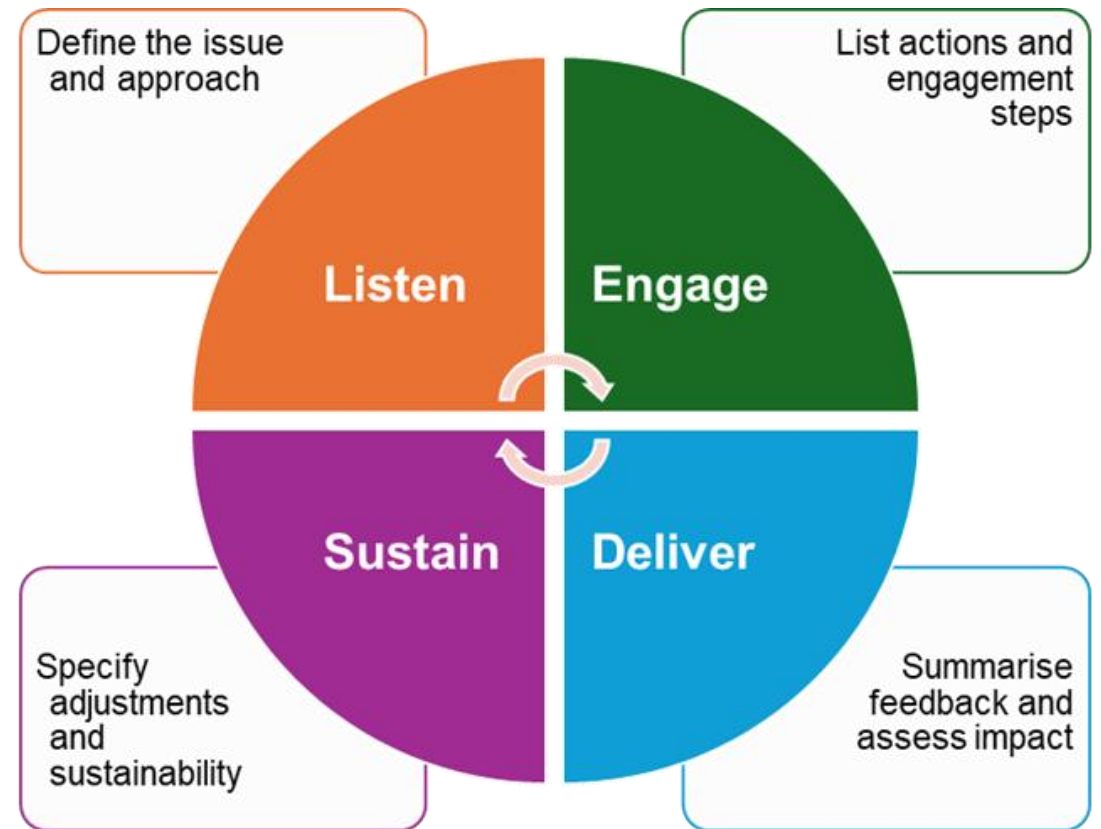 Define the issue
and approach
List actions and
engagement
steps
Listen
Engage
Sustain
Deliver
Specify
adjustments
and
sustainability
Summarise
feedback and
assess impact